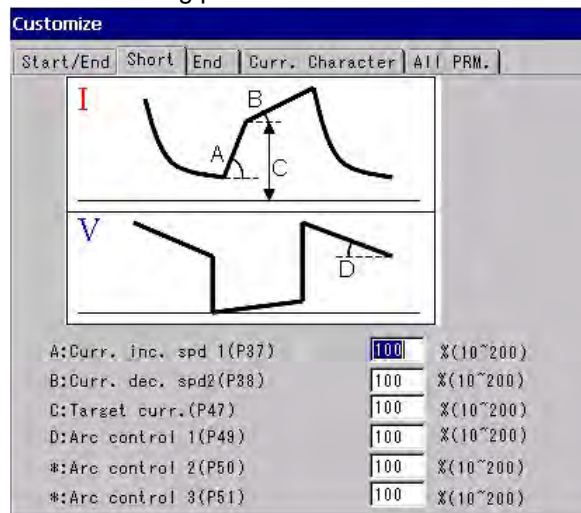 Customize
Start/End Short End Curr. Character All PRM.
I
B
A
C
V
D
A:Curr. inc. spd 1(P37) 100 %(10~200)
B:Curr. dec. spd2(P38) 100 %(10~200)
C:Target curr.(P47) 100 %(10~200)
D:Arc control 1(P49) 100 %(10~200)
*:Arc control 2(P50) 100 %(10~200)
*:Arc control 3(P51) 100 %(10~200)